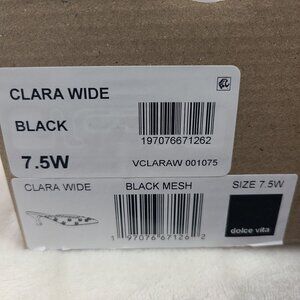 CLARA WIDE
BLACK
197076671262
7.5W
VCLARAW 001075
CLARA WIDE BLACK MESH SIZE 7.5W
1 97076 67126 2
dolce vita